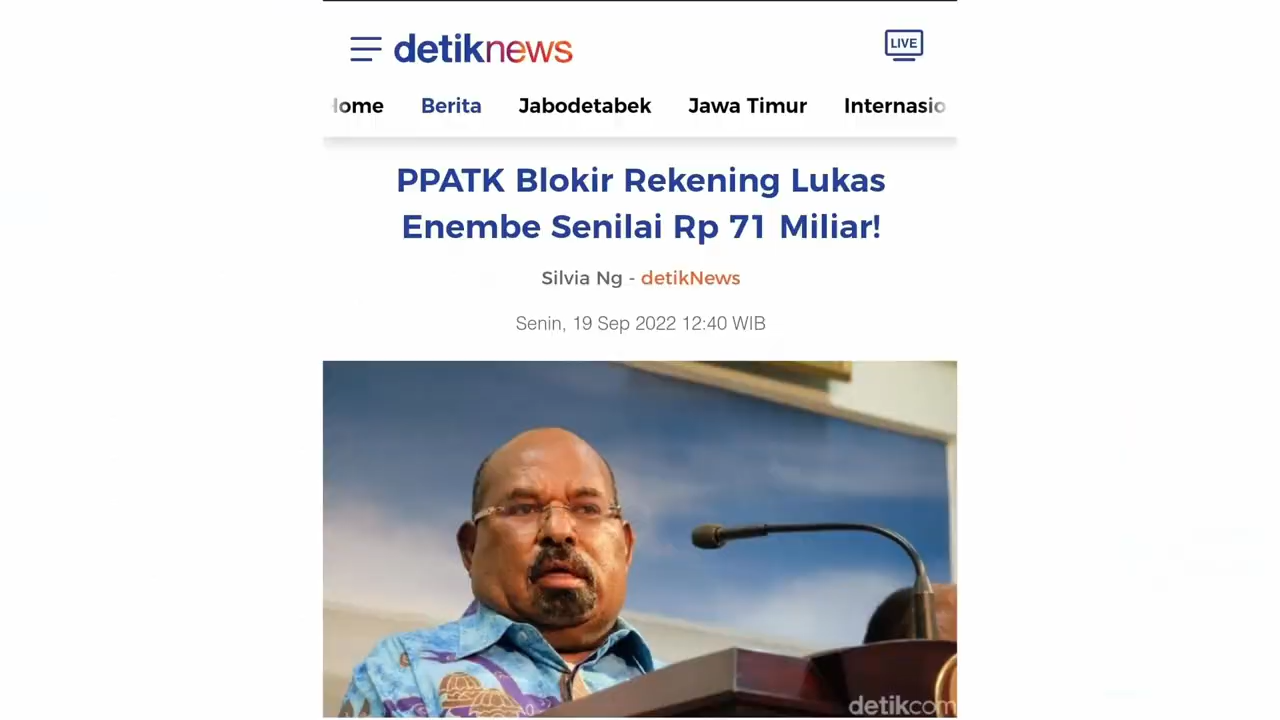 detiknews
LIVE
Home Berita Jabodetabek Jawa Timur Internasio
PPATK Blokir Rekening Lukas
Enembe Senilai Rp 71 Miliar!
Silvia Ng - detikNews
Senin, 19 Sep 2022 12:40 WIB
detikcom